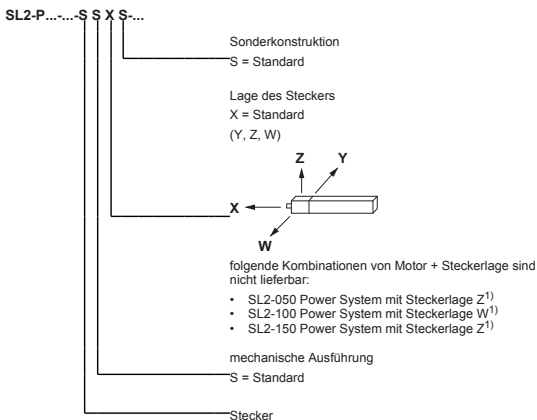 SL2-P...-...-S S X S-...
Sonderkonstruktion
S = Standard
Lage des Steckers
X = Standard
(Y, Z, W)
Z Y
X
W
folgende Kombinationen von Motor + Steckerlage sind
nicht lieferbar:
• SL2-050 Power System mit Steckerlage Z1)
• SL2-100 Power System mit Steckerlage W1)
• SL2-150 Power System mit Steckerlage Z1)
mechanische Ausführung
S = Standard
Stecker